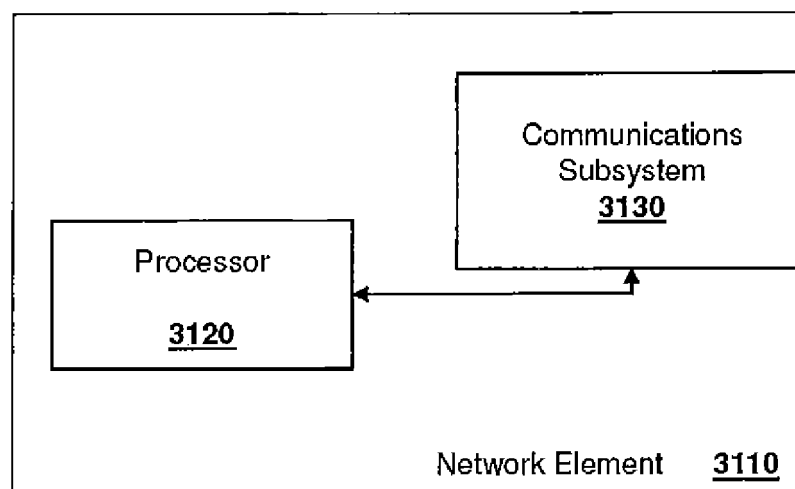 Communications
Subsystem
3130
Processor
3120
Network Element 3110